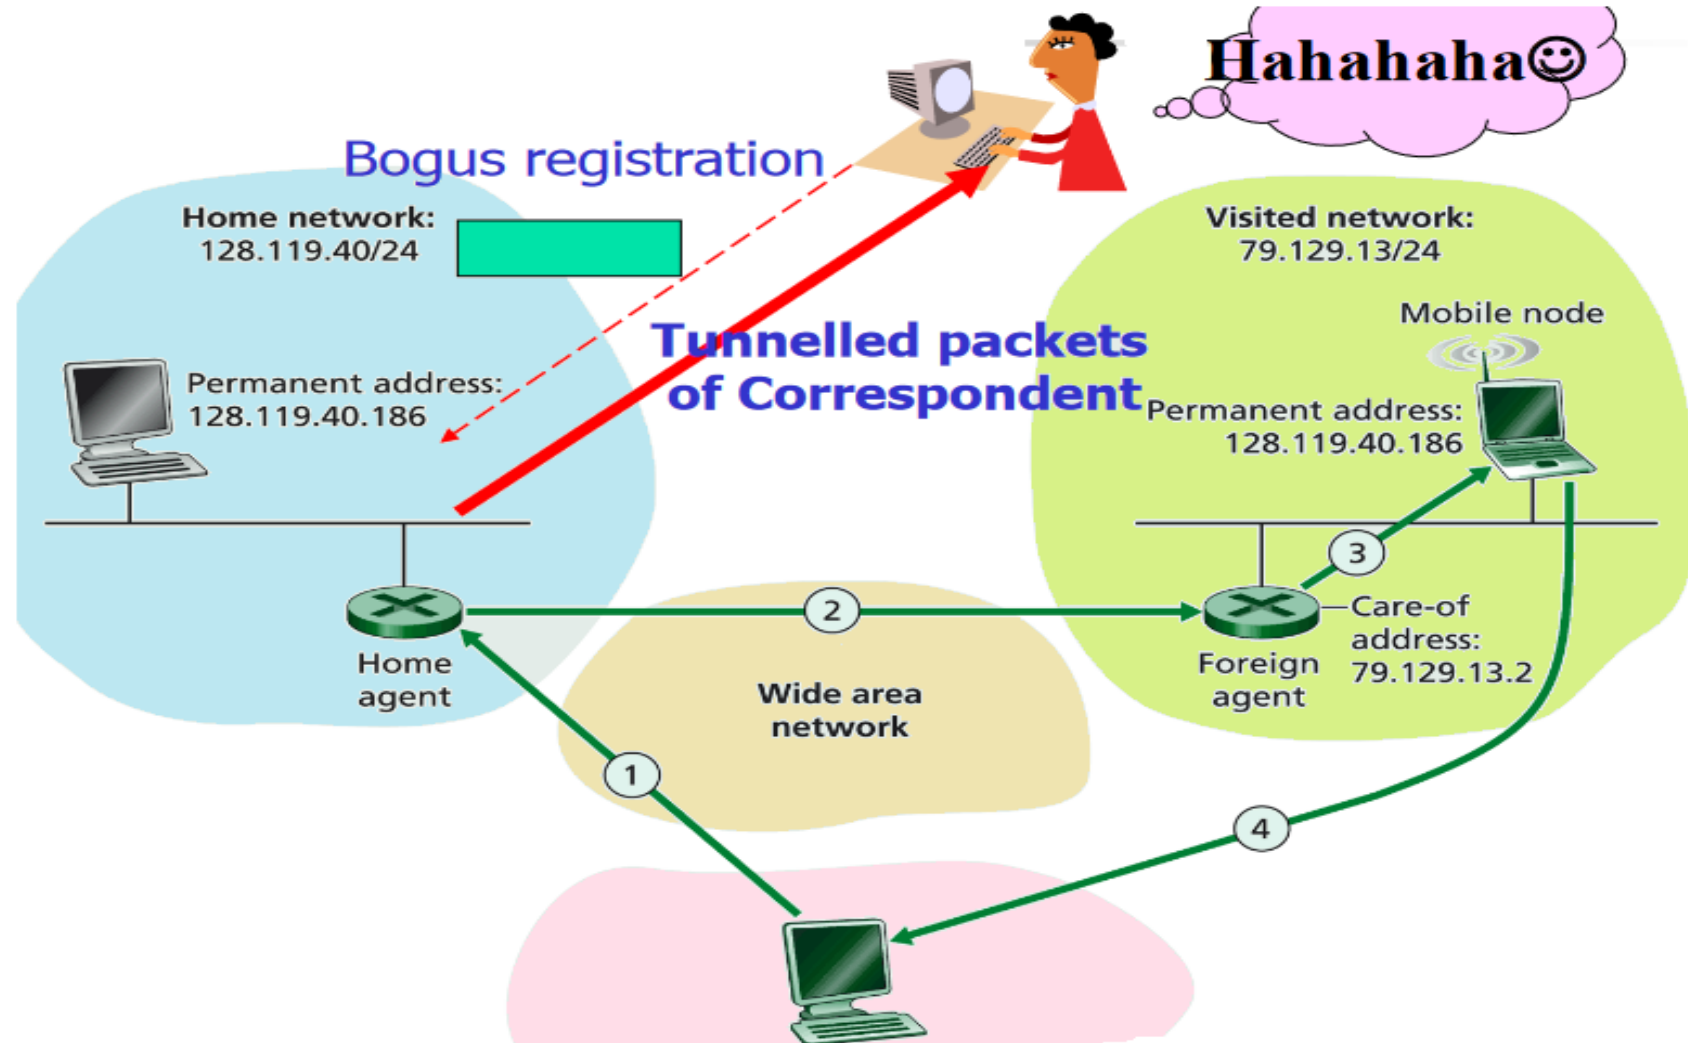 Hahahaha☺
Bogus registration
Home network:
128.119.40/24
Visited network:
79.129.13/24
Mobile node
Tunnelled packets
of Correspondent
Permanent address:
128.119.40.186
Permanent address:
128.119.40.186
3
2
Care-of
address:
79.129.13.2
Home
agent
Foreign
agent
Wide area
network
1
4